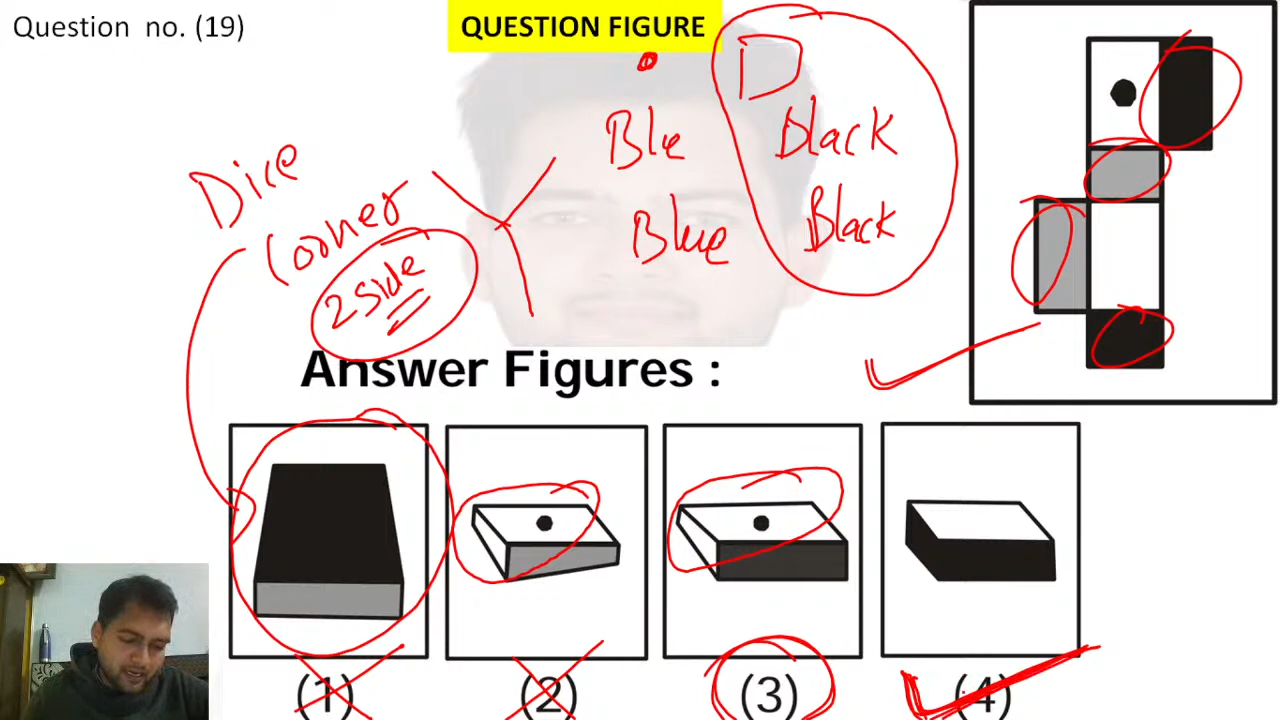 Question no. (19)
QUESTION FIGURE
D
Ble
Black
Dice
Corner
Blue
Black
2 Side
Answer Figures :
(1)
(2)
(3)
(4)